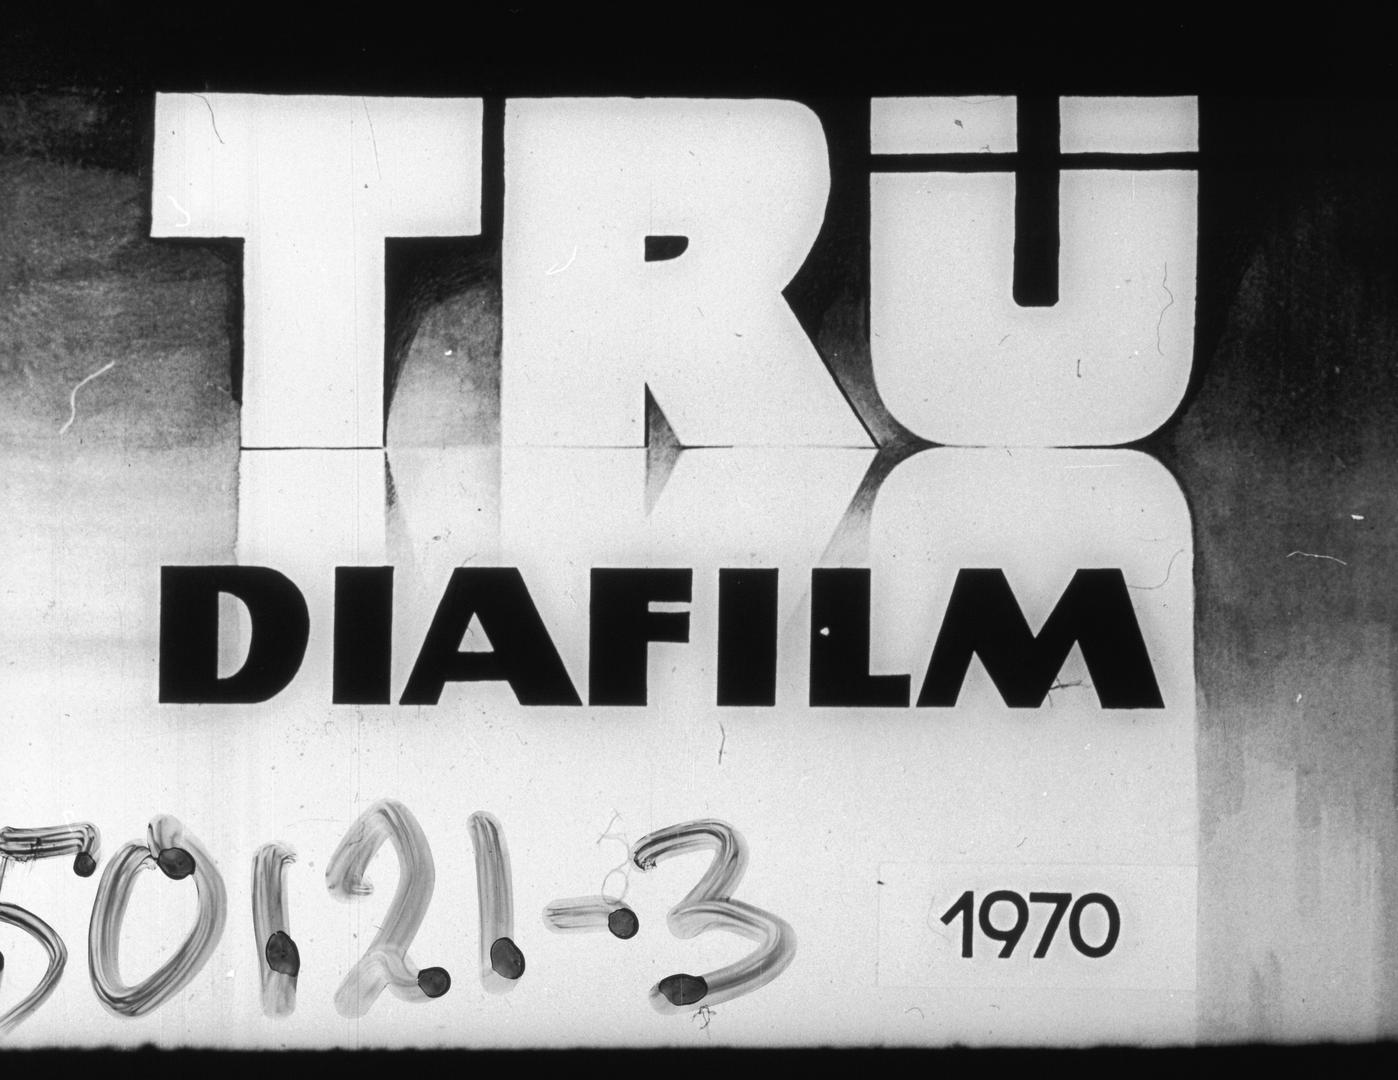 TRÜ
DIAFILM
50121-3
1970